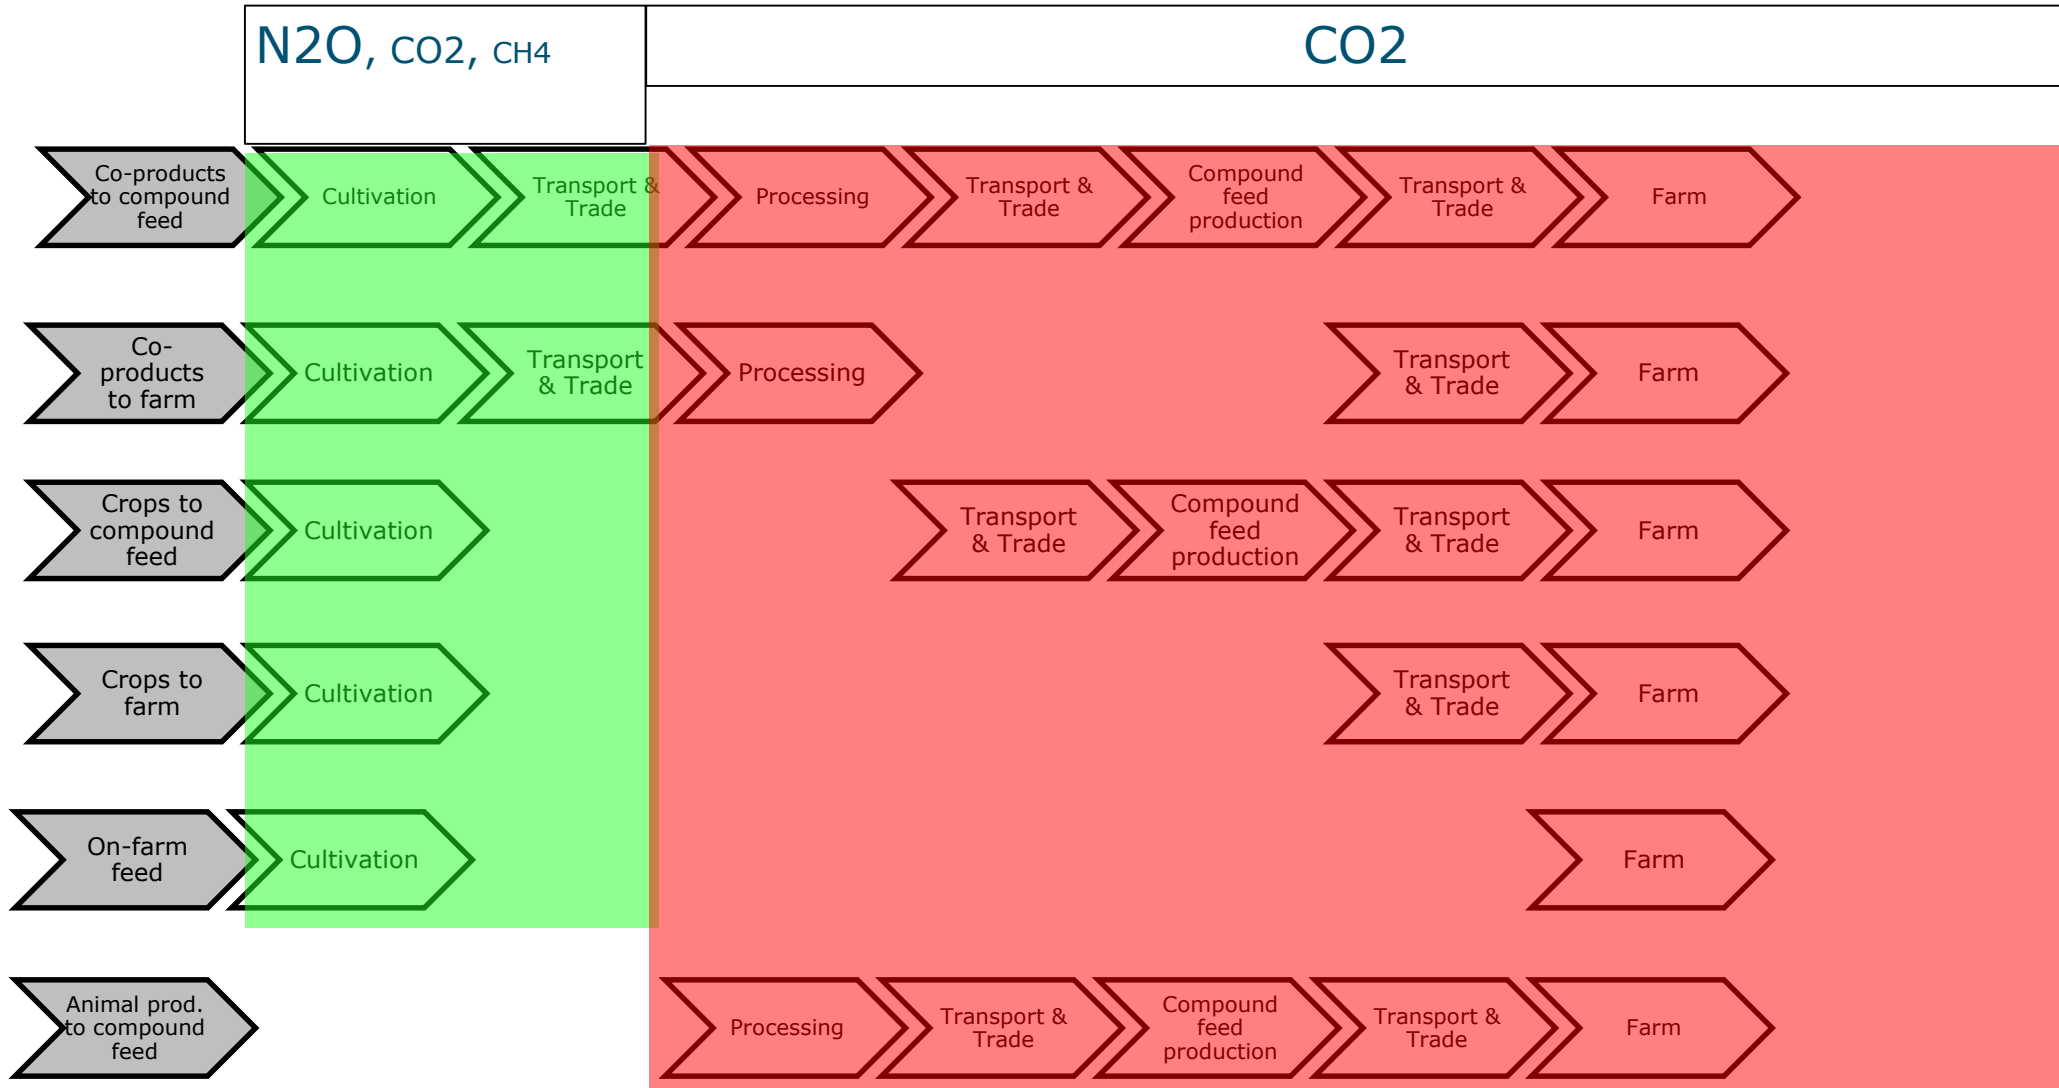 N2O, CO2, CH4
CO2
Co-products
to compound
feed
Cultivation
Transport &
Trade
Processing
Transport &
Trade
Compound
feed
production
Transport &
Trade
Farm
Co-
products
to farm
Cultivation
Transport
& Trade
Processing
Transport
& Trade
Farm
Crops to
compound
feed
Cultivation
Transport
& Trade
Compound
feed
production
Transport
& Trade
Farm
Crops to
farm
Cultivation
Transport
& Trade
Farm
On-farm
feed
Cultivation
Farm
Animal prod.
to compound
feed
Processing
Transport &
Trade
Compound
feed
production
Transport &
Trade
Farm